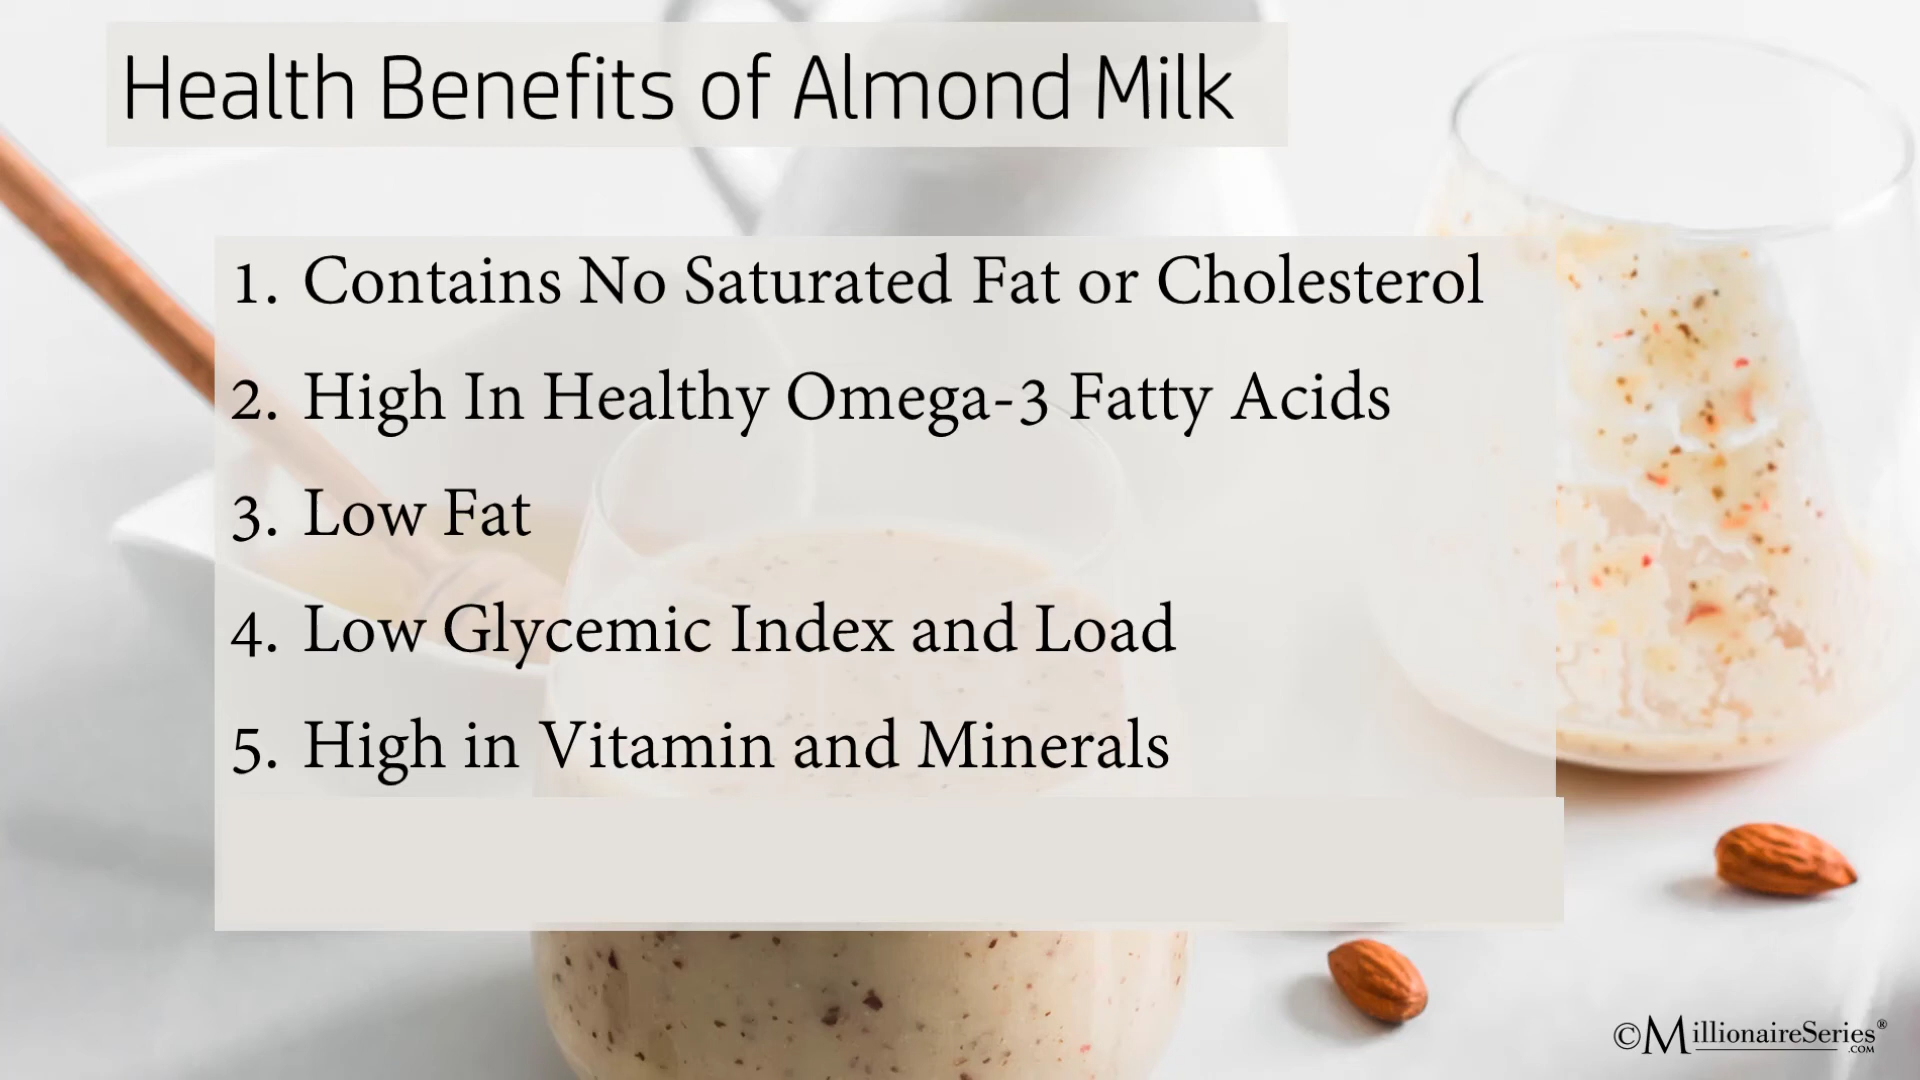 Health Benefits of Almond Milk
1. Contains No Saturated Fat or Cholesterol
2. High In Healthy Omega-3 Fatty Acids
3. Low Fat
4. Low Glycemic Index and Load
5. High in Vitamin and Minerals
©MillionaireSeries®
.COM